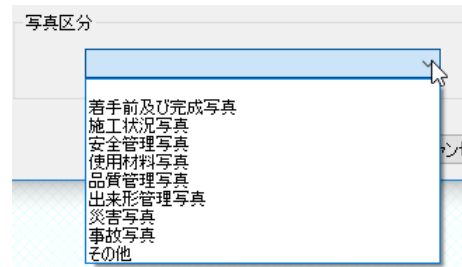 写真区分
着手前及び完成写真
施工状況写真
安全管理写真
使用材料写真
品質管理写真
出来形管理写真
災害写真
事故写真
その他